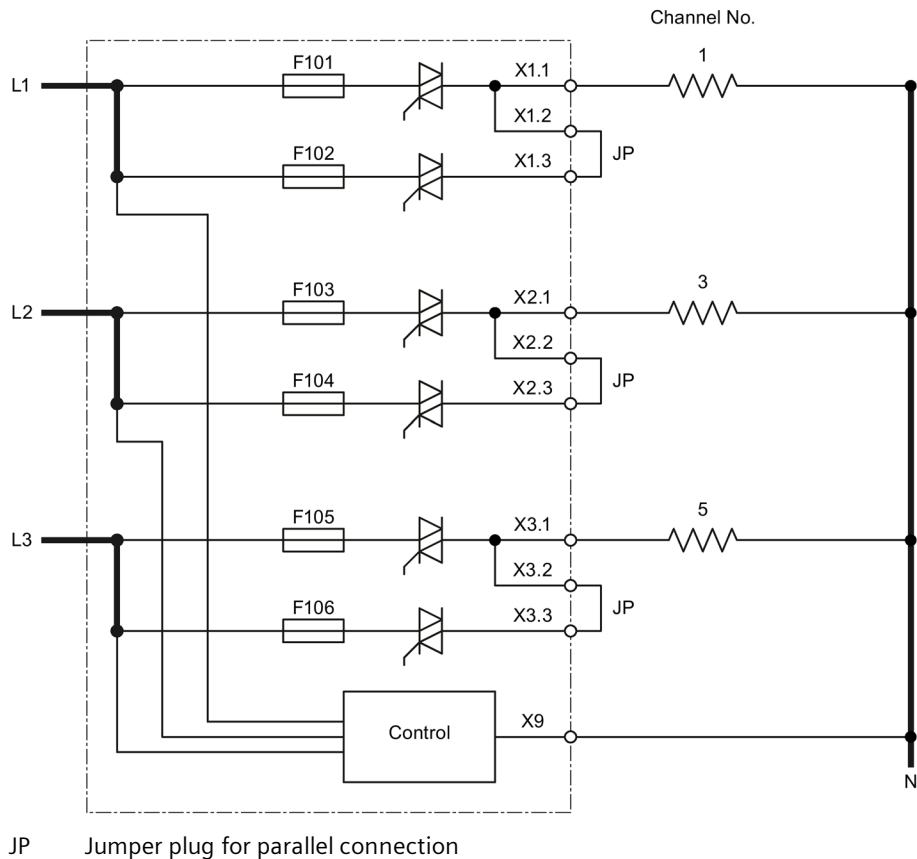 Channel No.
F101
X1.1
1
L1
X1.2
F102
X1.3
JP
F103
X2.1
3
L2
X2.2
F104
X2.3
JP
F105
X3.1
5
L3
X3.2
F106
X3.3
JP
Control
X9
N
JP Jumper plug for parallel connection